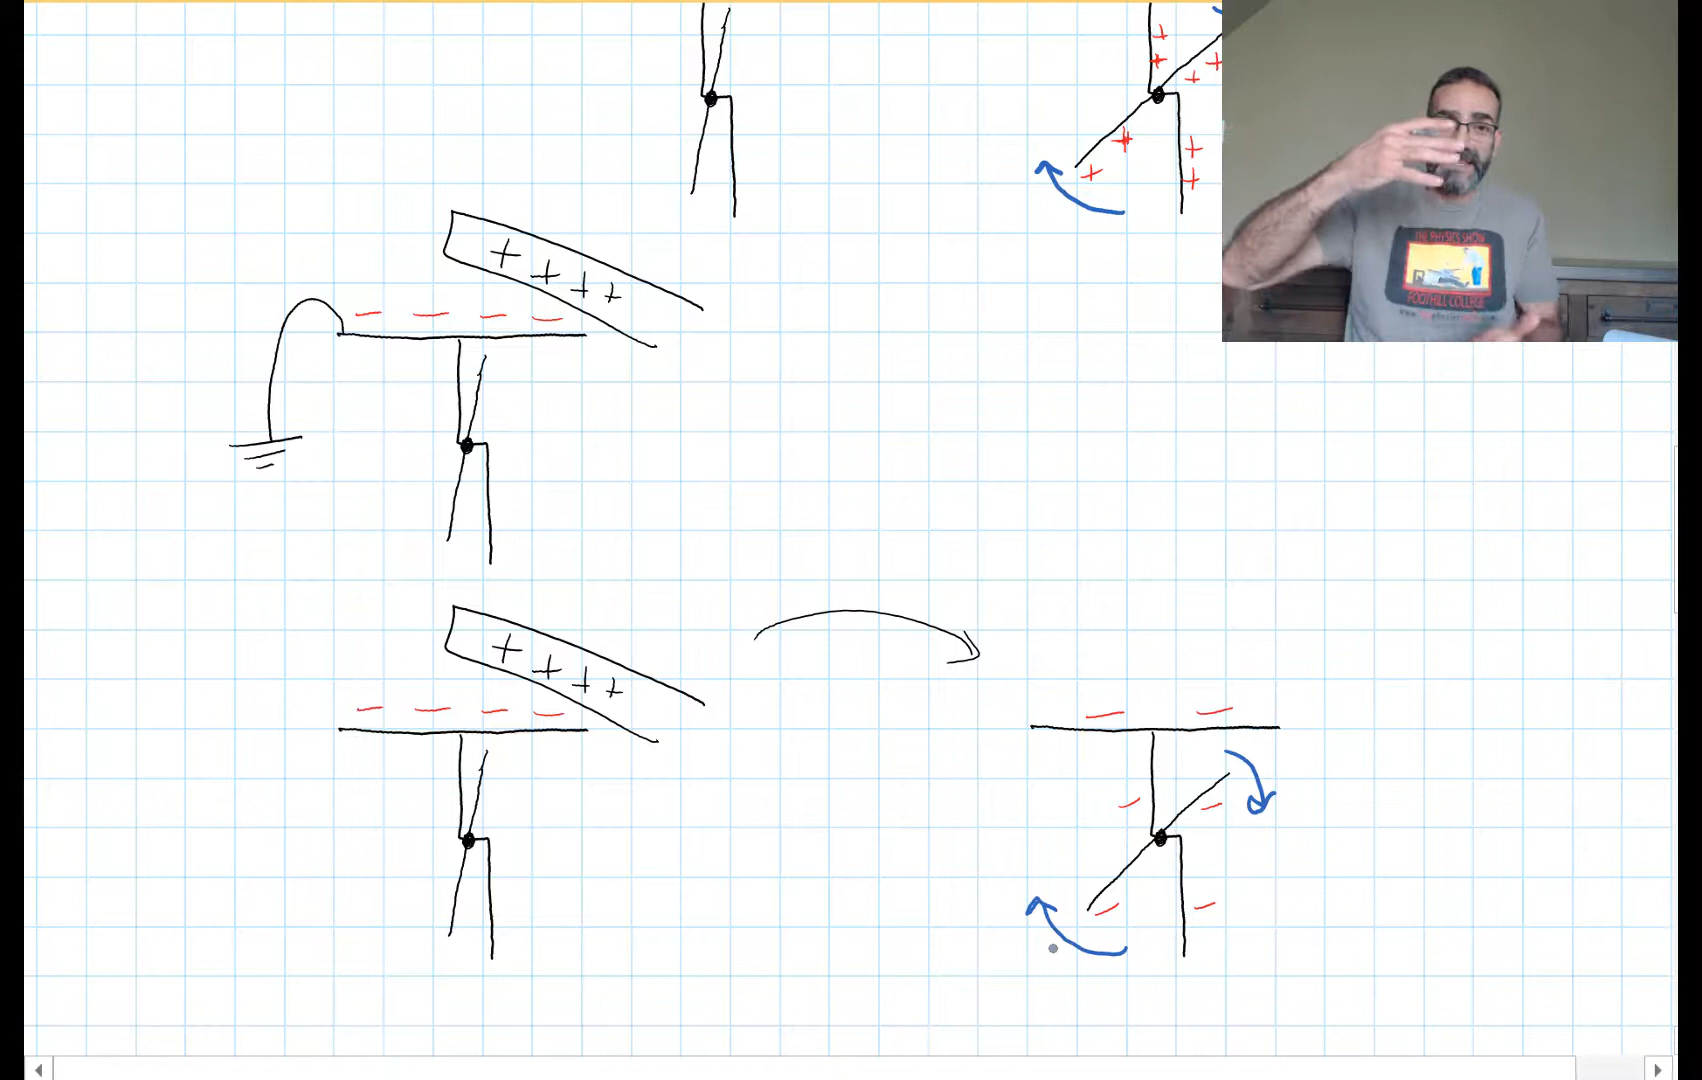 +
+ +
+ +
+
+ +
+
+ + + +
− − − −
+ + + +
− − − −
− −
− −
− −
THE PHYSICS SHOW
FOOTHILL COLLEGE